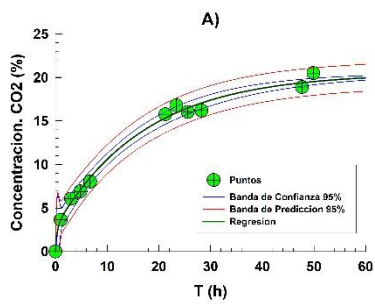 A)
Concentracion. CO2 (%)
25
20
15
10
5
0
Puntos
Banda de Confianza 95%
Banda de Prediccion 95%
Regresion
0 10 20 30 40 50 60
T (h)